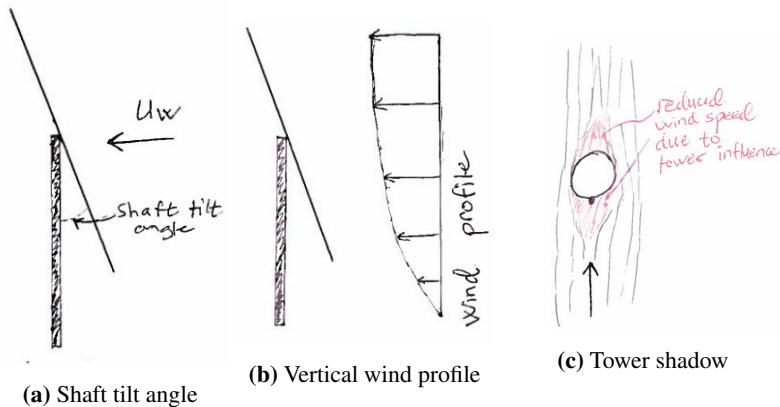 Uw
shaft tilt
angle
wind profile
reduced
wind speed
due to
tower influence
(a) Shaft tilt angle
(b) Vertical wind profile
(c) Tower shadow